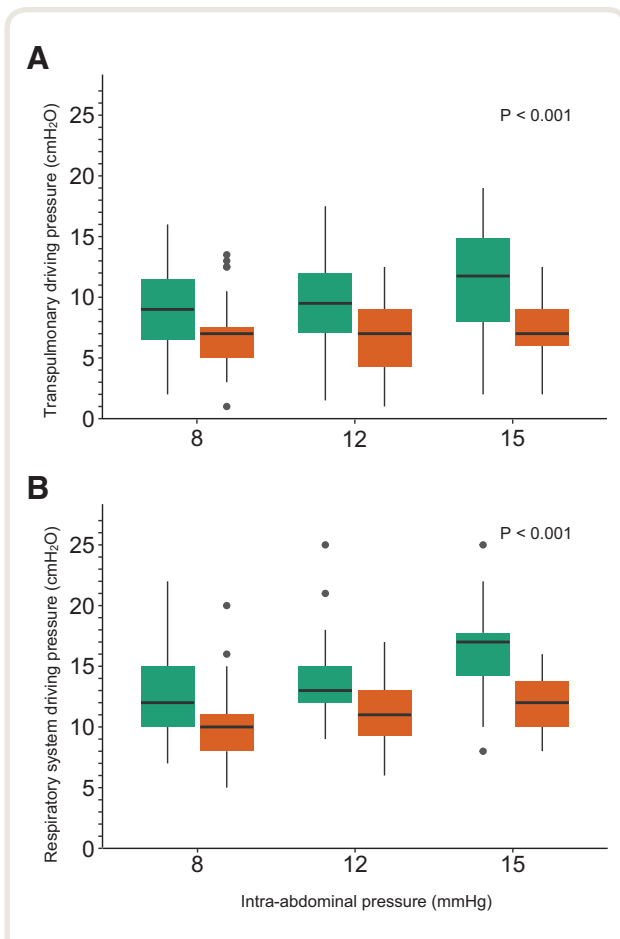 A
Transpulmonary driving pressure (cmH₂O)
25
20
15
10
5
0
P < 0.001
8 12 15
B
Respiratory system driving pressure (cmH₂O)
25
20
15
10
5
0
P < 0.001
8 12 15
Intra-abdominal pressure (mmHg)